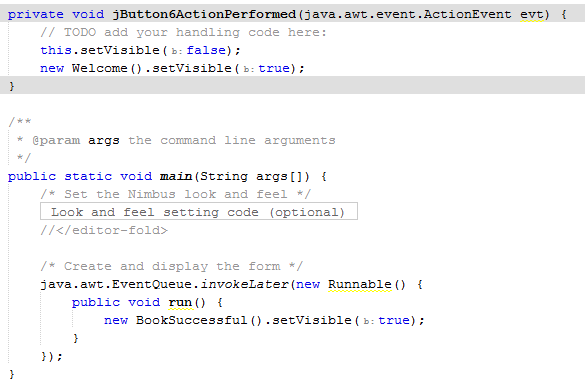 private void jButton6ActionPerformed(java.awt.event.ActionEvent evt) {
// TODO add your handling code here:
this.setVisible( b: false);
new Welcome().setVisible( b: true);
}
/**
* @param args the command line arguments
*/
public static void main(String args[]) {
/* Set the Nimbus look and feel */
Look and feel setting code (optional)
//</editor-fold>
/* Create and display the form */
java.awt.EventQueue.invokeLater(new Runnable() {
public void run() {
new BookSuccessful().setVisible( b: true);
}
});
}